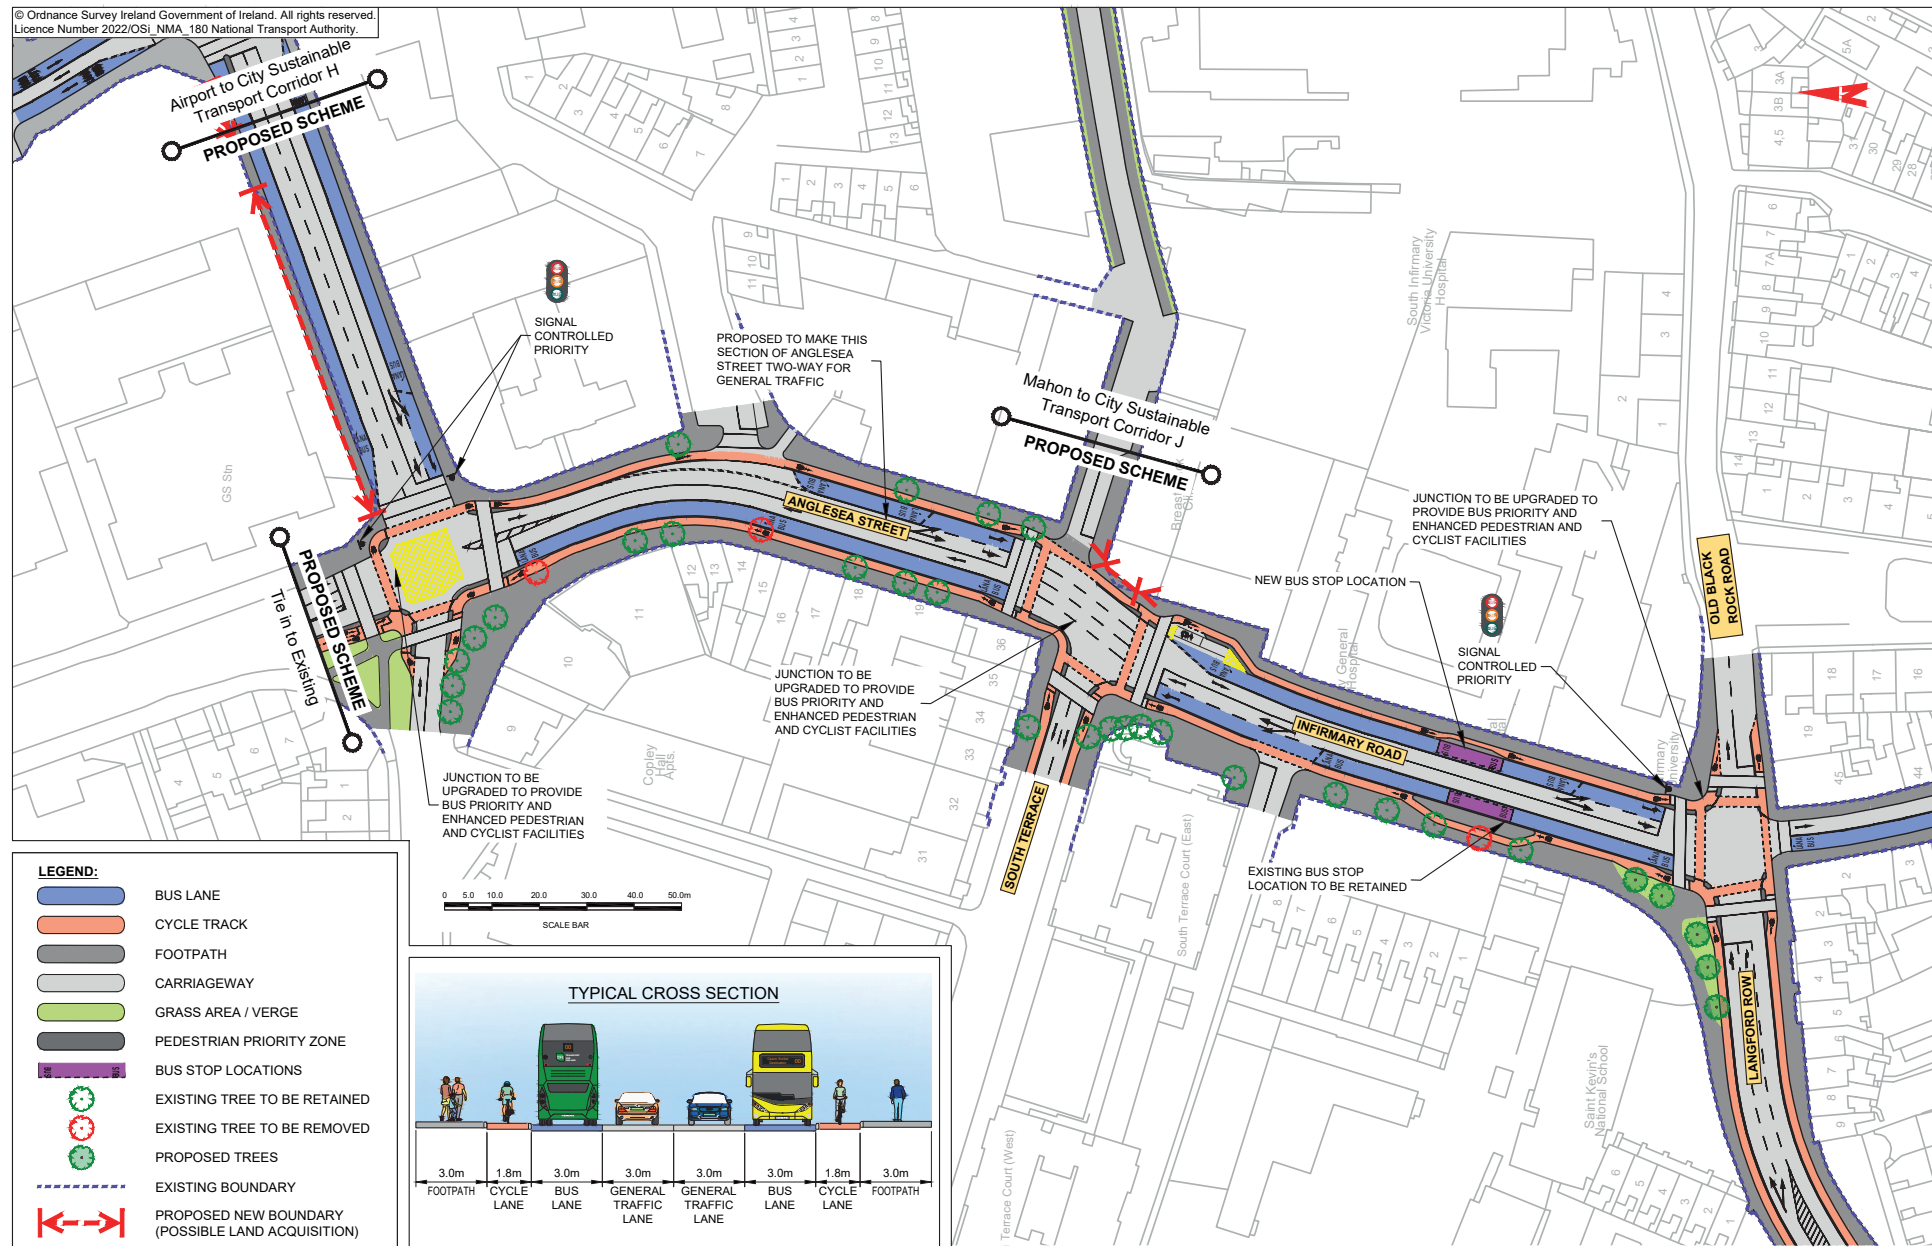 © Ordnance Survey Ireland Government of Ireland. All rights reserved.
Licence Number 2022/OSi_NMA_180 National Transport Authority.
Airport to City Sustainable
Transport Corridor H
PROPOSED SCHEME
SIGNAL
CONTROLLED
PRIORITY
PROPOSED TO MAKE THIS
SECTION OF ANGLESEA
STREET TWO-WAY FOR
GENERAL TRAFFIC
Mahon to City Sustainable
Transport Corridor J
PROPOSED SCHEME
South Infirmary
Victoria University
Hospital
N
GS Stn
ANGLESEA STREET
JUNCTION TO BE UPGRADED TO
PROVIDE BUS PRIORITY AND
ENHANCED PEDESTRIAN AND
CYCLIST FACILITIES
NEW BUS STOP LOCATION
OLD BLACK
ROCK ROAD
SIGNAL
CONTROLLED
PRIORITY
PROPOSED SCHEME
Tie in to Existing
JUNCTION TO BE
UPGRADED TO PROVIDE
BUS PRIORITY AND
ENHANCED PEDESTRIAN
AND CYCLIST FACILITIES
INFIRMARY ROAD
Copley
Hall
Apts.
JUNCTION TO BE
UPGRADED TO PROVIDE
BUS PRIORITY AND
ENHANCED PEDESTRIAN
AND CYCLIST FACILITIES
SOUTH TERRACE
South Terrace Court (East)
EXISTING BUS STOP
LOCATION TO BE RETAINED
LANGFORD ROW
Saint Kevin's
National School
Terrace Court (West)
0 5.0 10.0 20.0 30.0 40.0 50.0m
SCALE BAR
LEGEND:
BUS LANE
CYCLE TRACK
FOOTPATH
CARRIAGEWAY
GRASS AREA / VERGE
PEDESTRIAN PRIORITY ZONE
BUS STOP LOCATIONS
EXISTING TREE TO BE RETAINED
EXISTING TREE TO BE REMOVED
PROPOSED TREES
EXISTING BOUNDARY
PROPOSED NEW BOUNDARY
(POSSIBLE LAND ACQUISITION)
TYPICAL CROSS SECTION
3.0m 1.8m 3.0m 3.0m 3.0m 3.0m 1.8m 3.0m
FOOTPATH CYCLE LANE BUS LANE GENERAL TRAFFIC LANE GENERAL TRAFFIC LANE BUS LANE CYCLE LANE FOOTPATH